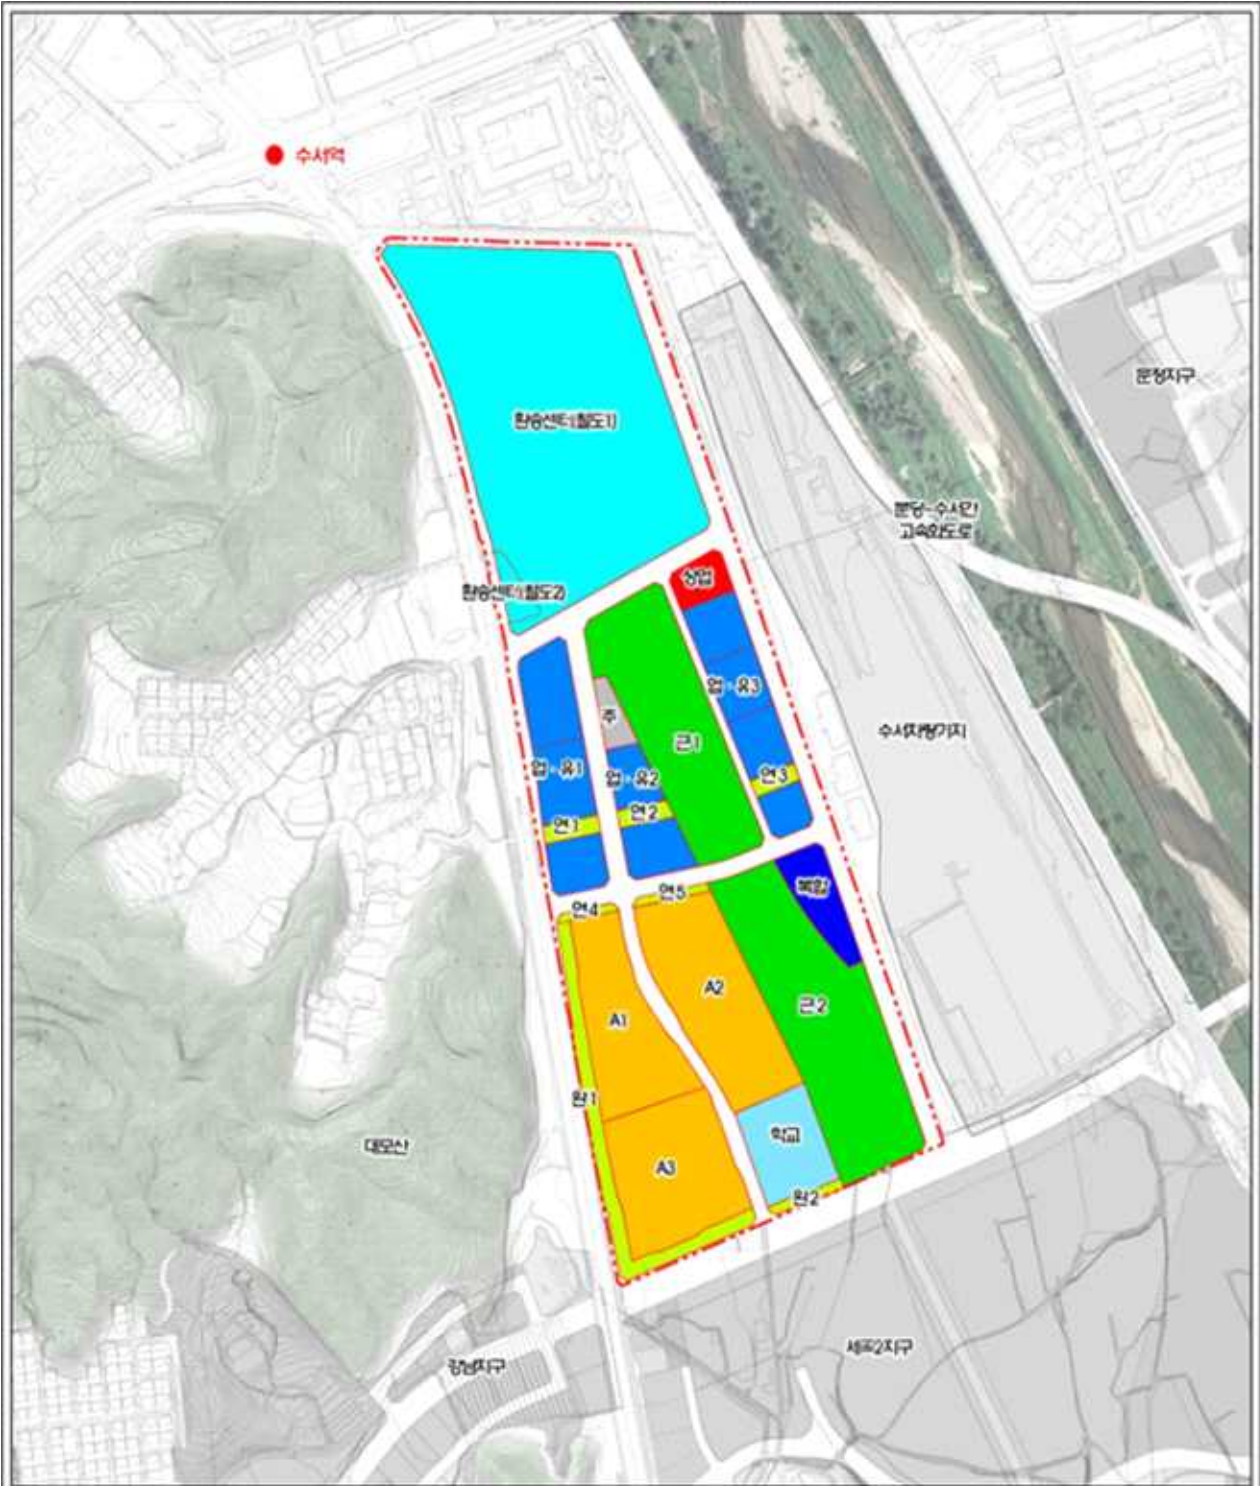 수서역
환승센터(철도1)
문정지구
분당~수서간
고속화도로
환승센터(철도2)
상업
업·유3
수서차량기지
주
근1
업·유1
업·유2
연3
연2
연1
복합
연5
연4
A2
근2
A1
완1
학교
대모산
A3
완2
세곡2지구
강남지구